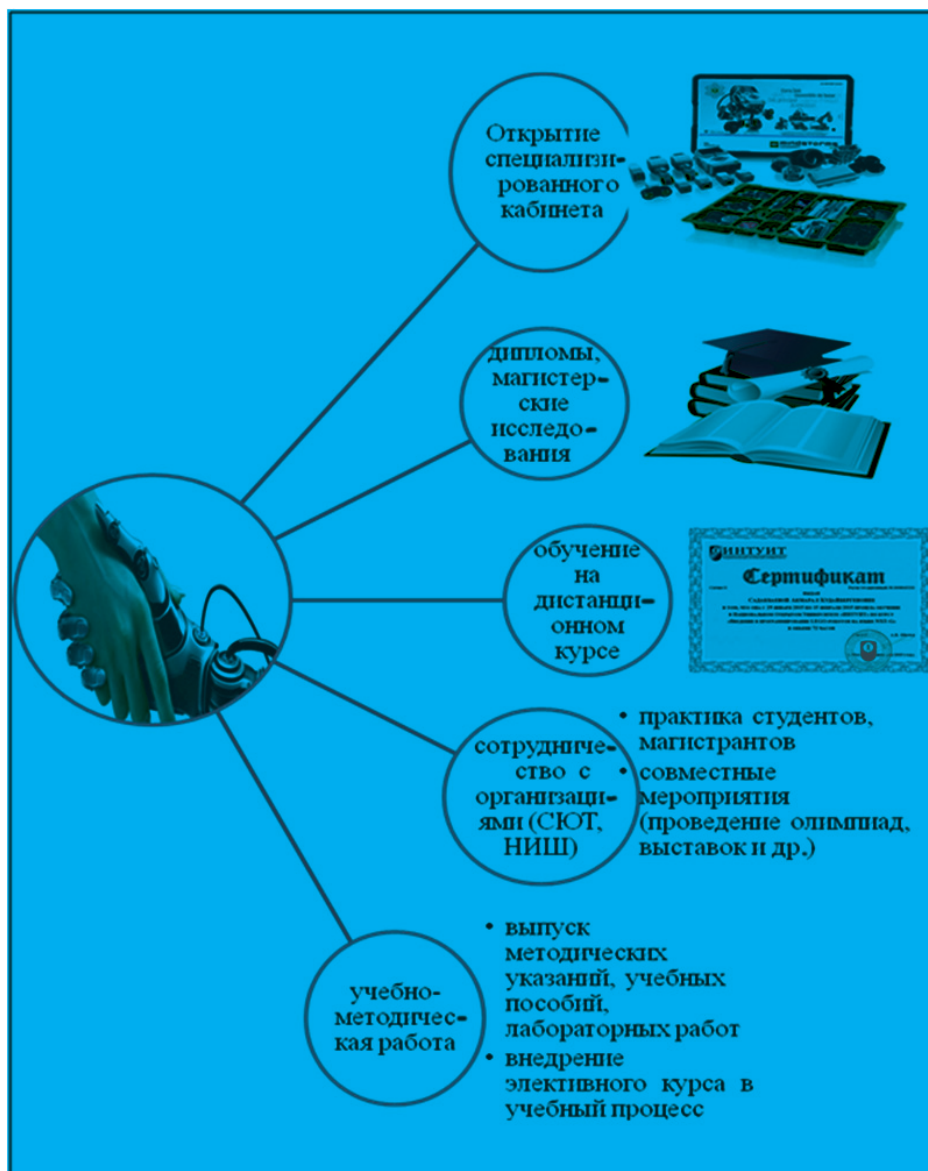 Открытие
специализи-
рованного
кабинета
дипломы,
магистер-
ские
исследо-
вания
обучение
на
дистанци-
онном
курсе
ИНТУИТ
Сертификат
сотрудниче-
ство с
организаци-
ями (СЮТ,
НИШ)
• практика студентов,
магистрантов
• совместные
мероприятия
(проведение олимпиад,
выставок и др.)
учебно-
методичес-
кая работа
• выпуск
методических
указаний, учебных
пособий,
лабораторных работ
• внедрение
элективного курса в
учебный процесс